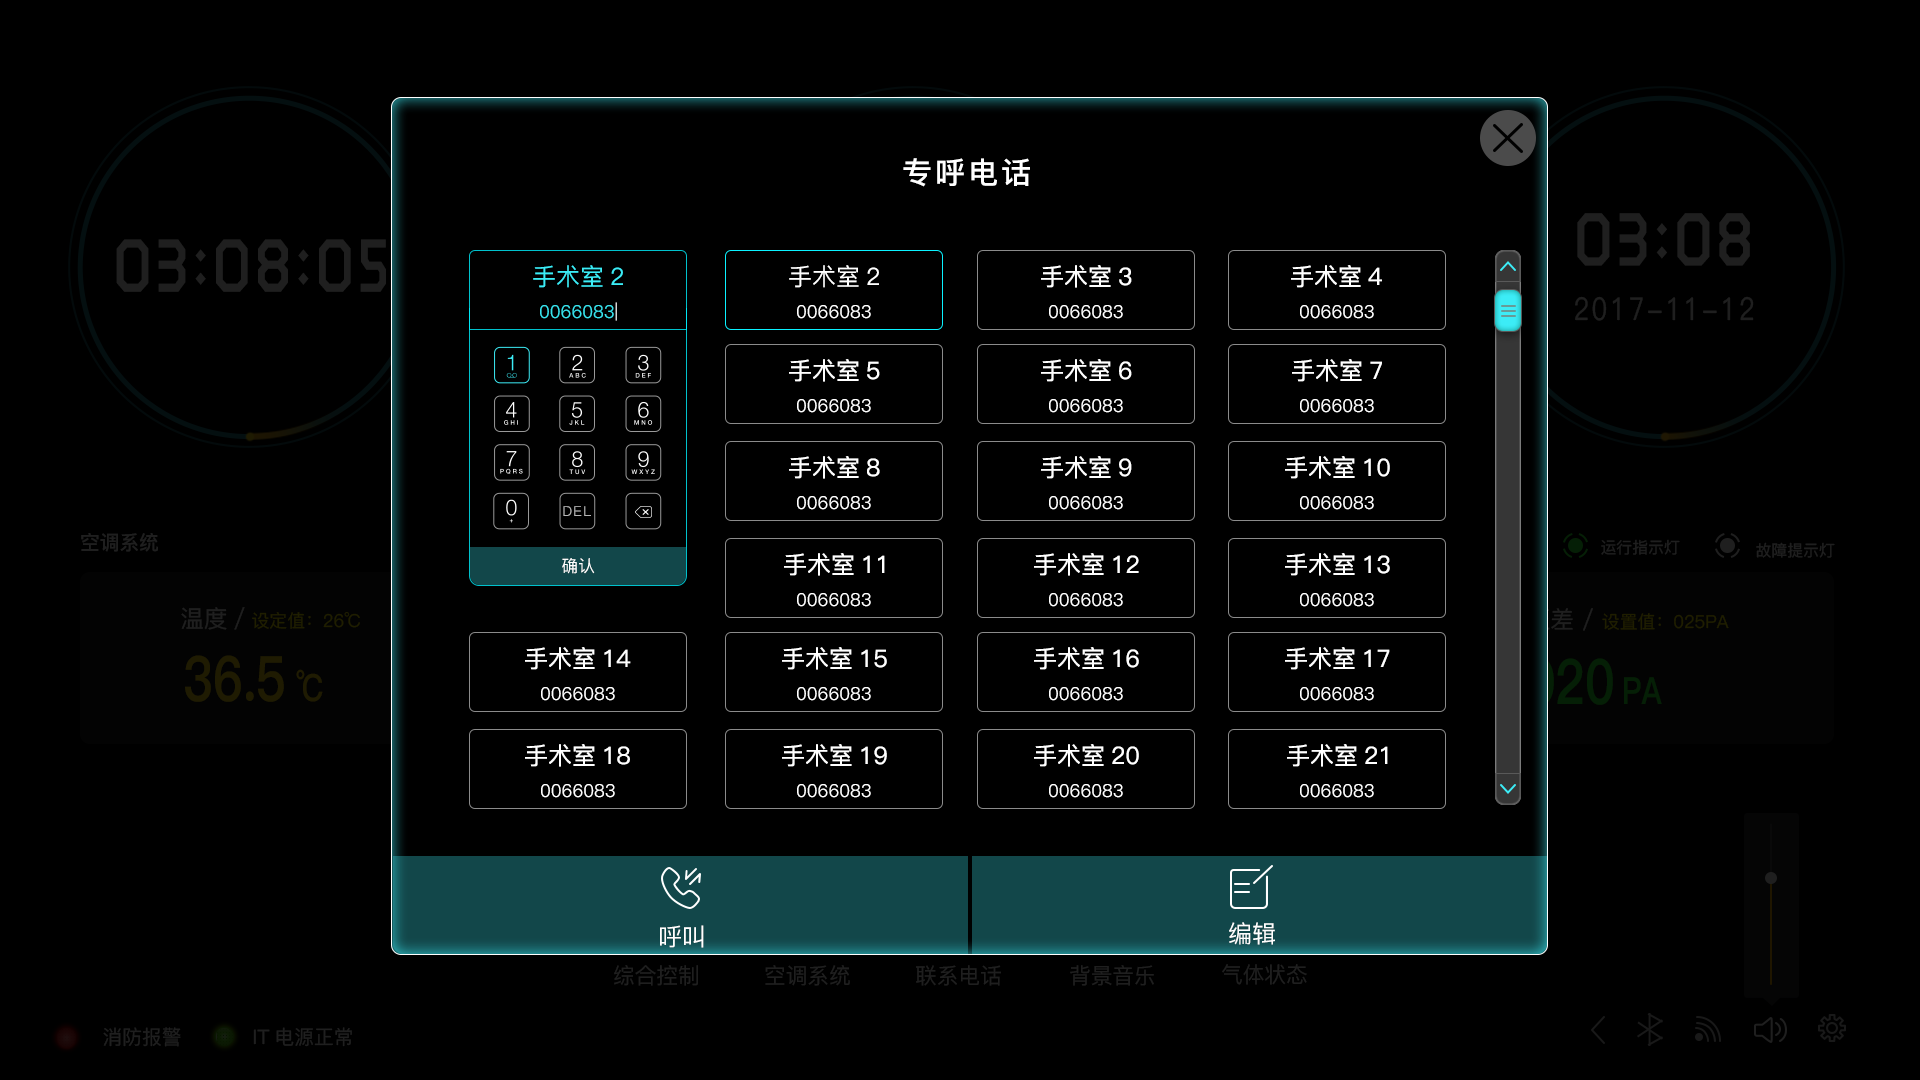 专呼电话
03:08:05
03:08
2017-11-12
手术室 2
0066083
1
2 ABC
3 DEF
4 GHI
5 JKL
6 MNO
7 PQRS
8 TUV
9 WXYZ
0 +
DEL
确认
手术室 2
0066083
手术室 3
0066083
手术室 4
0066083
手术室 5
0066083
手术室 6
0066083
手术室 7
0066083
手术室 8
0066083
手术室 9
0066083
手术室 10
0066083
手术室 11
0066083
手术室 12
0066083
手术室 13
0066083
手术室 14
0066083
手术室 15
0066083
手术室 16
0066083
手术室 17
0066083
手术室 18
0066083
手术室 19
0066083
手术室 20
0066083
手术室 21
0066083
空调系统
温度 / 设定值：26℃
36.5 ℃
运行指示灯
故障提示灯
差 / 设置值：025PA
020 PA
呼叫
编辑
综合控制
空调系统
联系电话
背景音乐
气体状态
消防报警
IT 电源正常